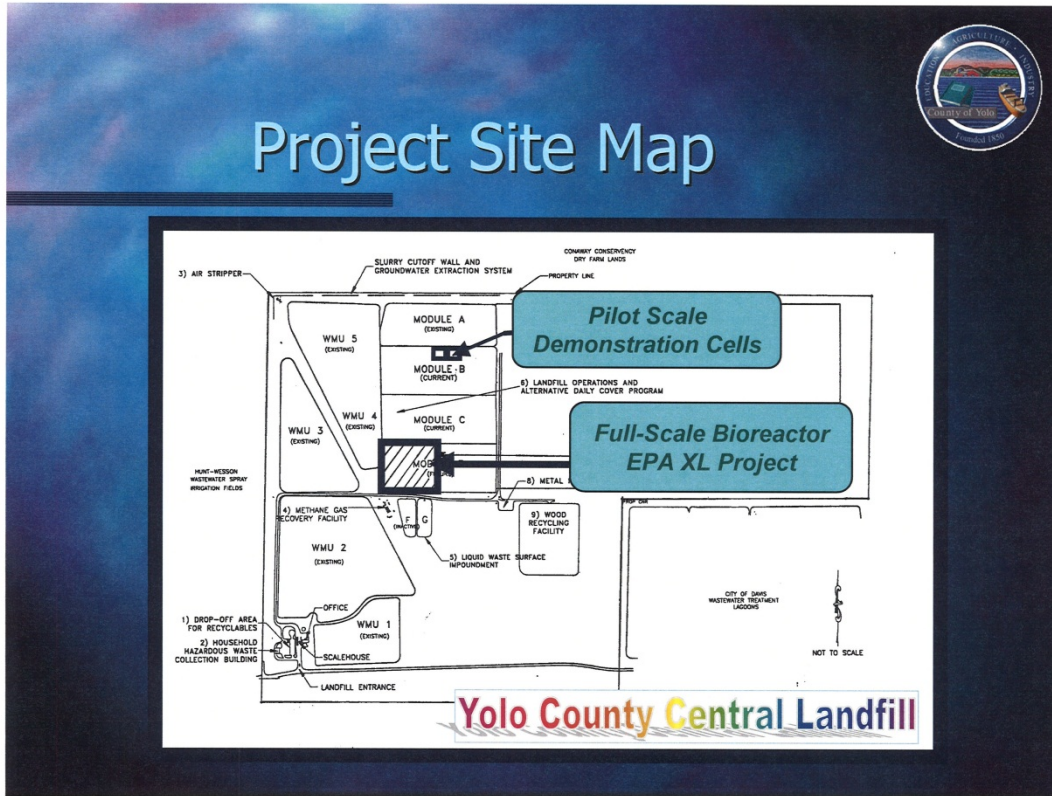 Project Site Map
EDUCATION · AGRICULTURE · INDUSTRY
County of Yolo
Founded 1850
CONAWAY CONSERVENCY
DRY FARM LANDS
SLURRY CUTOFF WALL AND
GROUNDWATER EXTRACTION SYSTEM
PROPERTY LINE
3) AIR STRIPPER
Pilot Scale
Demonstration Cells
MODULE A
(EXISTING)
WMU 5
(EXISTING)
MODULE B
(CURRENT)
6) LANDFILL OPERATIONS AND
ALTERNATIVE DAILY COVER PROGRAM
WMU 4
(EXISTING)
MODULE C
(CURRENT)
WMU 3
(EXISTING)
Full-Scale Bioreactor
EPA XL Project
HUNT-WESSON
WASTEWATER SPRAY
IRRIGATION FIELDS
8) METAL
4) METHANE GAS
RECOVERY FACILITY
F
(INACTIVE)
G
9) WOOD
RECYCLING
FACILITY
5) LIQUID WASTE SURFACE
IMPOUNDMENT
WMU 2
(EXISTING)
CITY OF DAVIS
WASTEWATER TREATMENT
LAGOONS
OFFICE
1) DROP-OFF AREA
FOR RECYCLABLES
WMU 1
(EXISTING)
2) HOUSEHOLD
HAZARDOUS WASTE
COLLECTION BUILDING
SCALEHOUSE
NOT TO SCALE
LANDFILL ENTRANCE
Yolo County Central Landfill